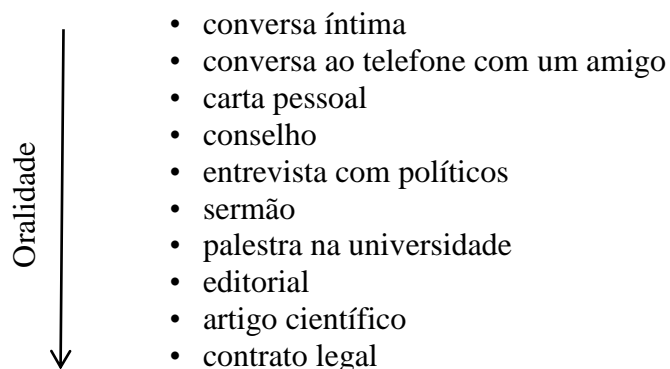 • conversa íntima
• conversa ao telefone com um amigo
• carta pessoal
• conselho
• entrevista com políticos
• sermão
• palestra na universidade
• editorial
• artigo científico
• contrato legal
Oralidade